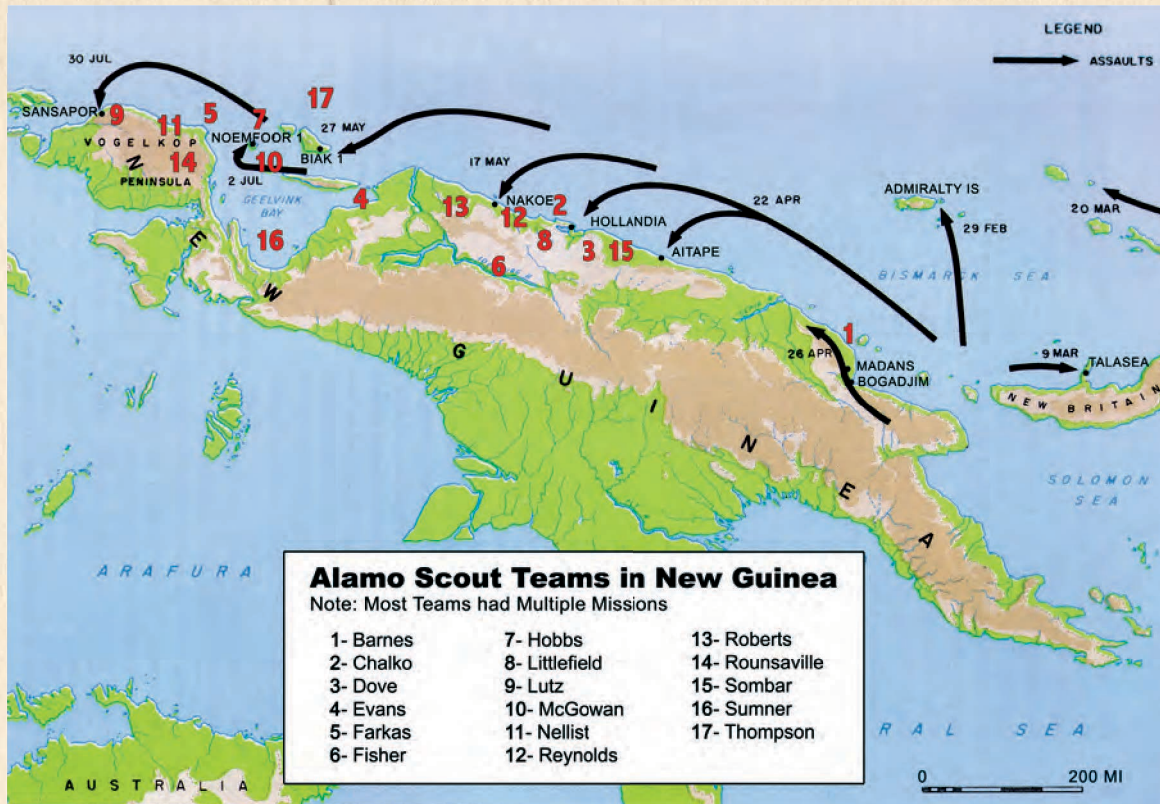 LEGEND
ASSAULTS
30 JUL
SANSAPOR
9
11
5
7
17
27 MAY
NOEMFOOR 1
BIAK 1
VOGELKOP
14
PENINSULA
10
2 JUL
GEELVINK
BAY
16
4
17 MAY
13
NAKOE
12
2
HOLLANDIA
8
3
15
6
AITAPE
22 APR
ADMIRALTY IS
29 FEB
20 MAR
BISMARCK SEA
1
26 APR
MADANS
BOGADJIM
9 MAR
TALASEA
NEW BRITAIN
SOLOMON
SEA
NEW GUINEA
ARAFURA
RAL SEA
AUSTRALIA
0 200 MI
Alamo Scout Teams in New Guinea
Note: Most Teams had Multiple Missions
1- Barnes
2- Chalko
3- Dove
4- Evans
5- Farkas
6- Fisher
7- Hobbs
8- Littlefield
9- Lutz
10- McGowan
11- Nellist
12- Reynolds
13- Roberts
14- Rounsaville
15- Sombar
16- Sumner
17- Thompson